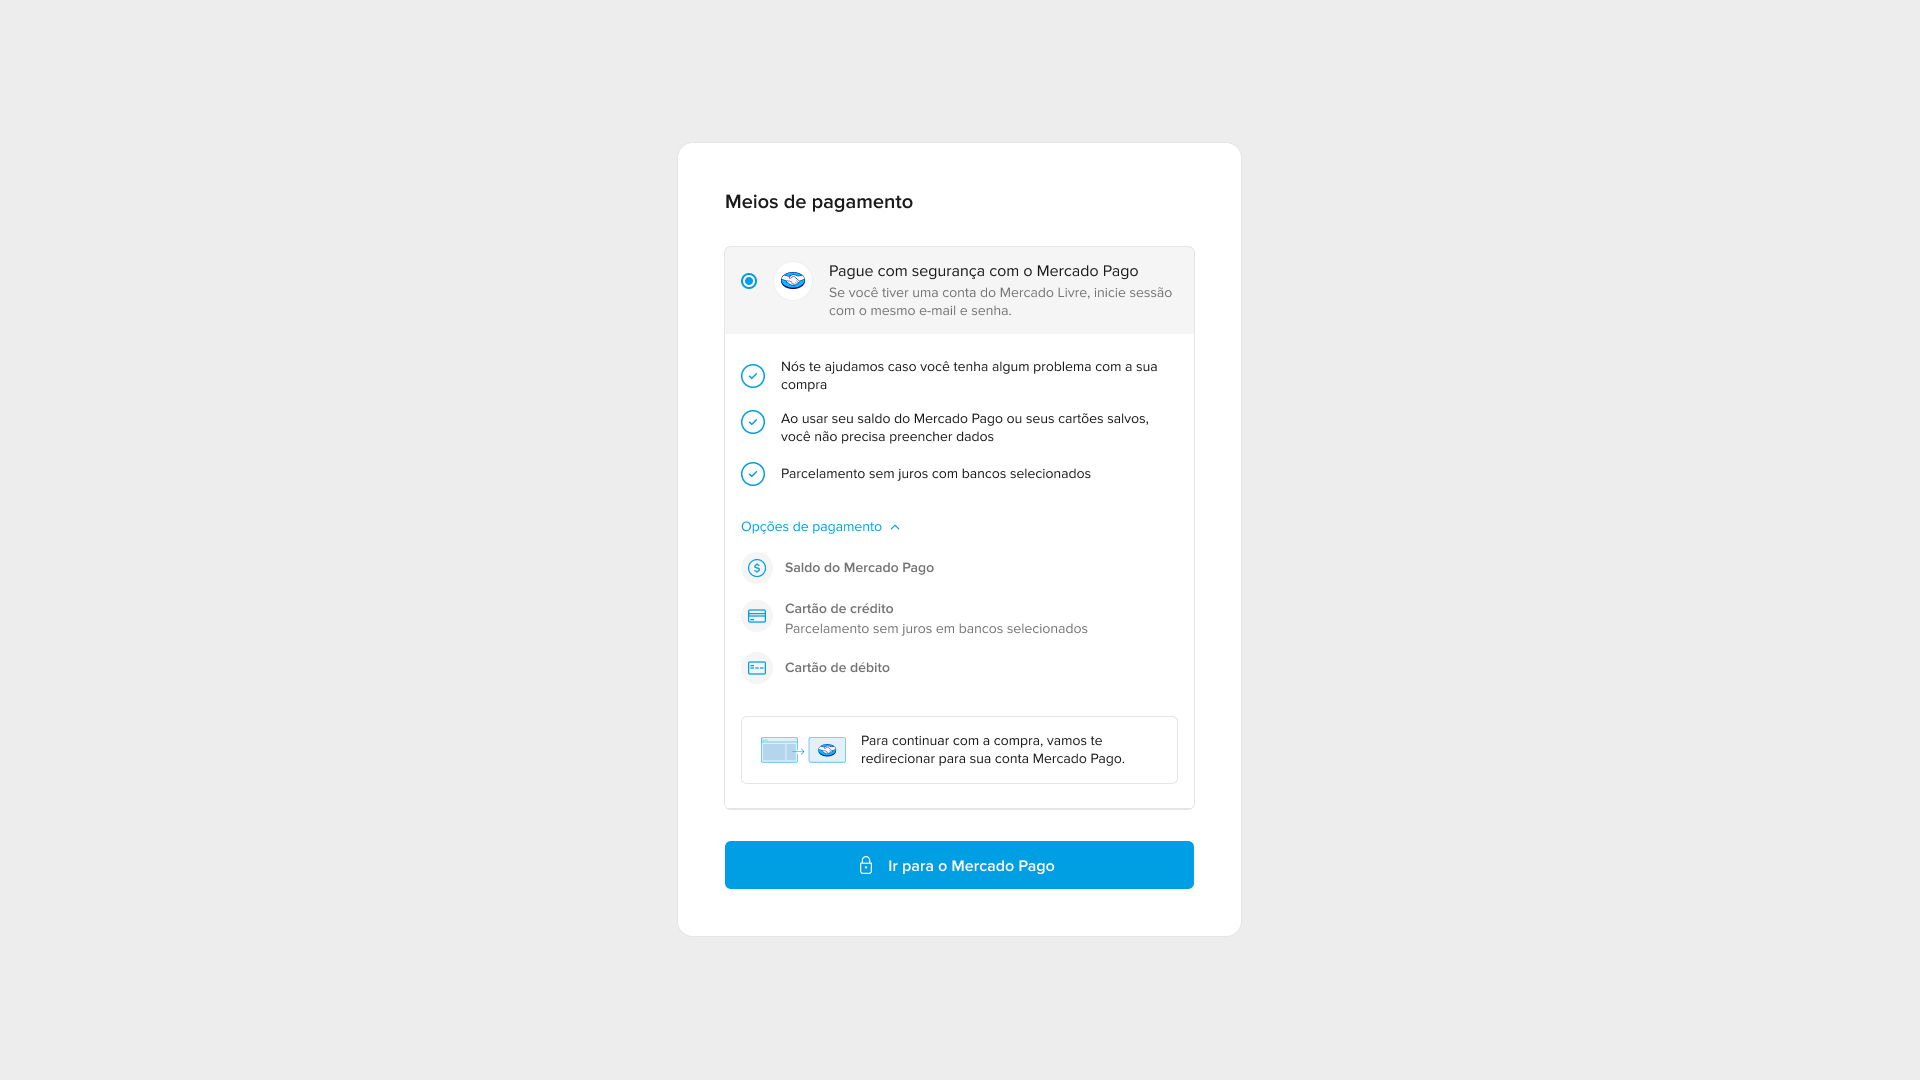 Meios de pagamento
Pague com segurança com o Mercado Pago
Se você tiver uma conta do Mercado Livre, inicie sessão
com o mesmo e-mail e senha.
Nós te ajudamos caso você tenha algum problema com a sua
compra
Ao usar seu saldo do Mercado Pago ou seus cartões salvos,
você não precisa preencher dados
Parcelamento sem juros com bancos selecionados
Opções de pagamento
Saldo do Mercado Pago
Cartão de crédito
Parcelamento sem juros em bancos selecionados
Cartão de débito
Para continuar com a compra, vamos te
redirecionar para sua conta Mercado Pago.
Ir para o Mercado Pago